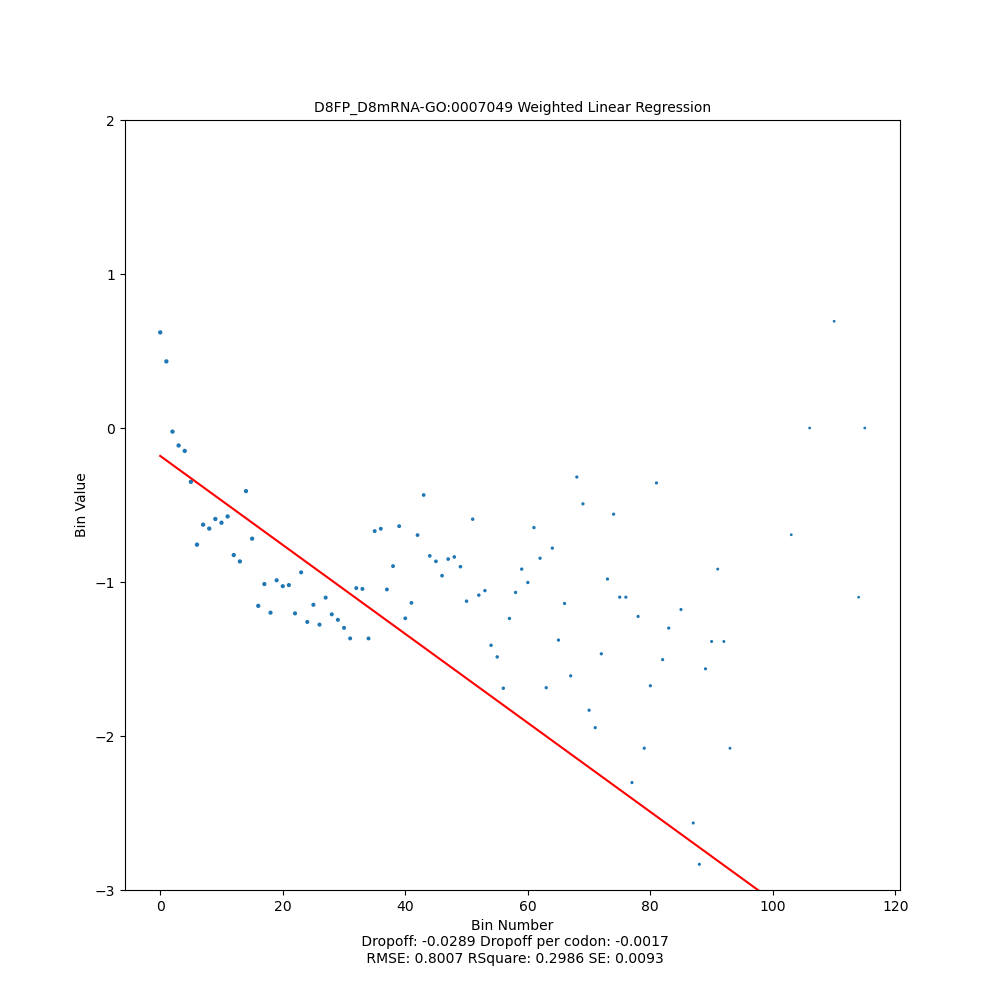 D8FP_D8mRNA-GO:0007049 Weighted Linear Regression
2
1
0
−1
−2
−3
Bin Value
0 20 40 60 80 100 120
Bin Number
Dropoff: -0.0289 Dropoff per codon: -0.0017
RMSE: 0.8007 RSquare: 0.2986 SE: 0.0093